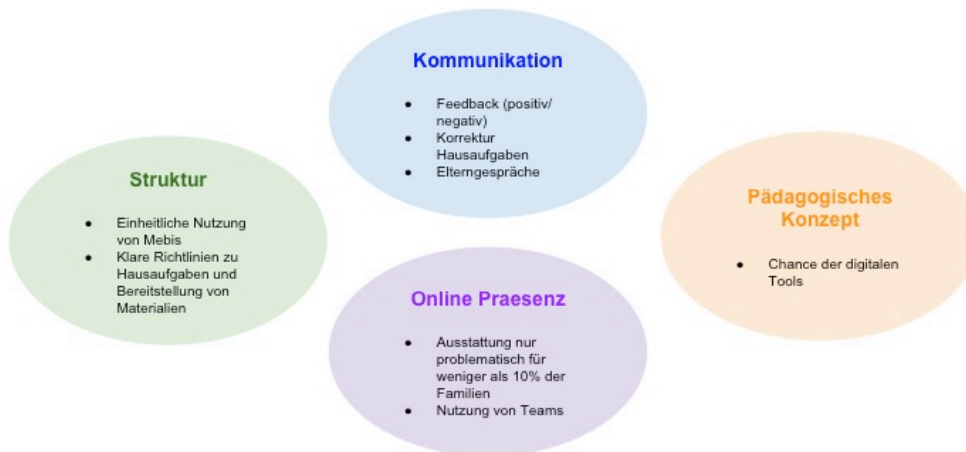 Kommunikation
● Feedback (positiv/
negativ)
● Korrektur
Hausaufgaben
● Elterngespräche
Struktur
● Einheitliche Nutzung
von Mebis
● Klare Richtlinien zu
Hausaufgaben und
Bereitstellung von
Materialien
Pädagogisches
Konzept
● Chance der digitalen
Tools
Online Praesenz
● Ausstattung nur
problematisch für
weniger als 10% der
Familien
● Nutzung von Teams